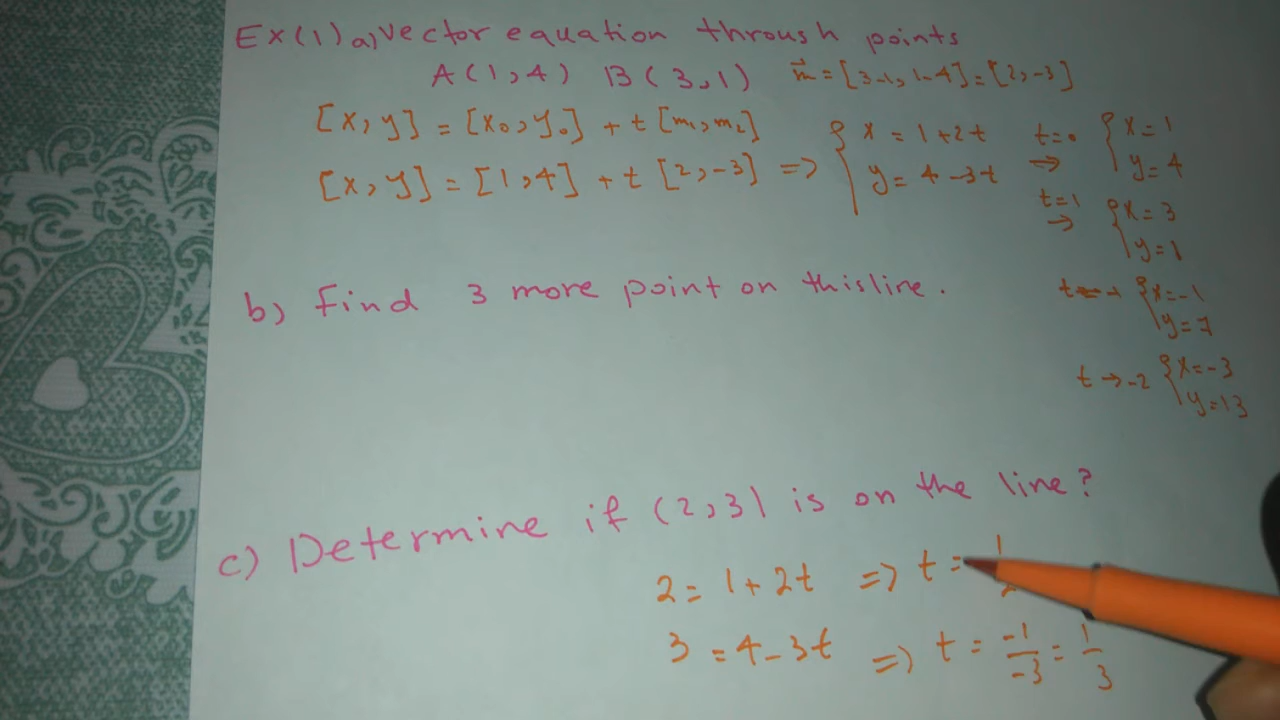 Ex(1) a) vector equation throush points
A(1,4) B(3,1) m⃗ = [3-1, 1-4] = [2,-3]
[x,y] = [x₀,y₀] + t [m₁,m₂]
[x,y] = [1,4] + t [2,-3] => { x = 1+2t
y = 4-3t
t=0 => { x=1
y=4
t=1 => { x=3
y=1
b) find 3 more point on this line.
{ x=-1
y=7
t→-2 { x=-3
y=13
c) Determine if (2,3) is on the line?
2 = 1+2t => t = 1
3 = 4-3t => t = -1/-3 = 1/3